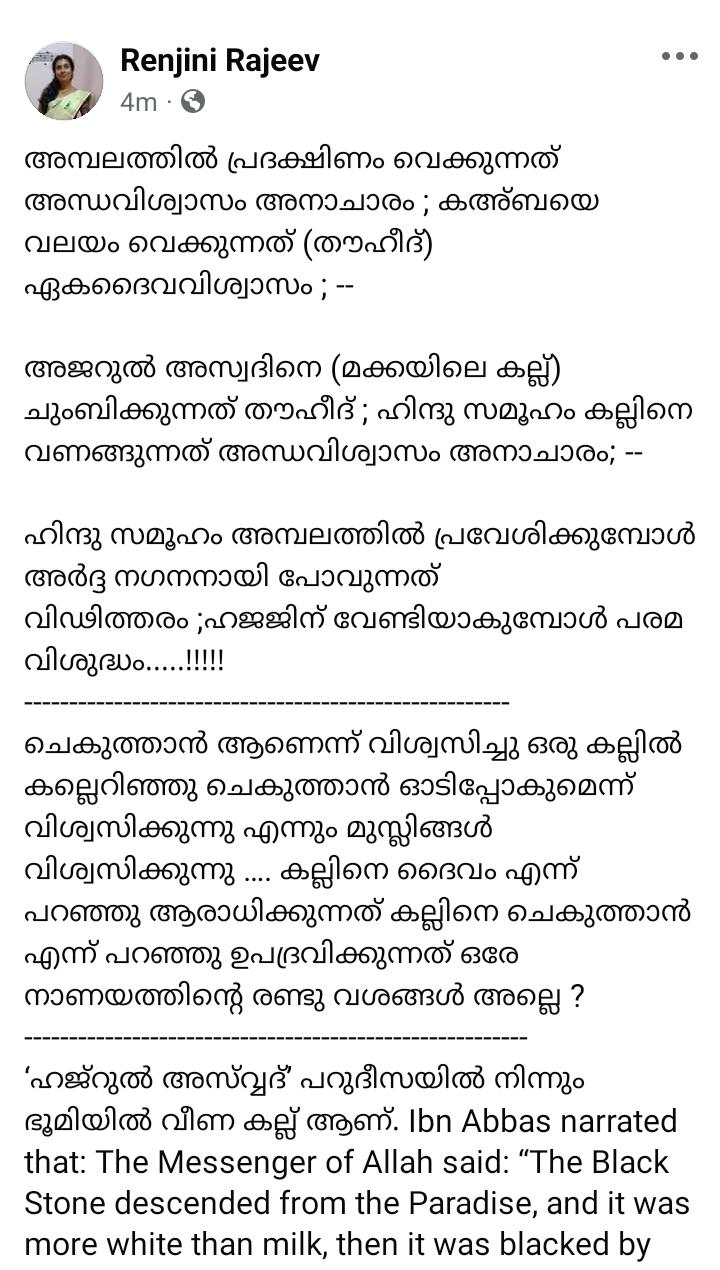 Renjini Rajeev
4m ·
അമ്പലത്തിൽ പ്രദക്ഷിണം വെക്കുന്നത്
അന്ധവിശ്വാസം അനാചാരം ; കഅ്ബയെ
വലയം വെക്കുന്നത് (തൗഹീദ്)
ഏകദൈവവിശ്വാസം ; --
അജറുൽ അസ്വദിനെ (മക്കയിലെ കല്ല്)
ചുംബിക്കുന്നത് തൗഹീദ് ; ഹിന്ദു സമൂഹം കല്ലിനെ
വണങ്ങുന്നത് അന്ധവിശ്വാസം അനാചാരം; --
ഹിന്ദു സമൂഹം അമ്പലത്തിൽ പ്രവേശിക്കുമ്പോൾ
അർദ്ദ നഗനനായി പോവുന്നത്
വിഢിത്തരം ;ഹജജിന് വേണ്ടിയാകുമ്പോൾ പരമ
വിശുദ്ധം.....!!!!!
------------------------------------------------------
ചെകുത്താൻ ആണെന്ന് വിശ്വസിച്ചു ഒരു കല്ലിൽ
കല്ലെറിഞ്ഞു ചെകുത്താൻ ഓടിപ്പോകുമെന്ന്
വിശ്വസിക്കുന്നു എന്നും മുസ്ലിങ്ങൾ
വിശ്വസിക്കുന്നു .... കല്ലിനെ ദൈവം എന്ന്
പറഞ്ഞു ആരാധിക്കുന്നത് കല്ലിനെ ചെകുത്താൻ
എന്ന് പറഞ്ഞു ഉപദ്രവിക്കുന്നത് ഒരേ
നാണയത്തിന്റെ രണ്ടു വശങ്ങൾ അല്ലെ ?
--------------------------------------------------------
‘ഹജ്റുൽ അസ്‌വ്വദ്’ പറുദീസയിൽ നിന്നും
ഭൂമിയിൽ വീണ കല്ല് ആണ്. Ibn Abbas narrated
that: The Messenger of Allah said: “The Black
Stone descended from the Paradise, and it was
more white than milk, then it was blacked by